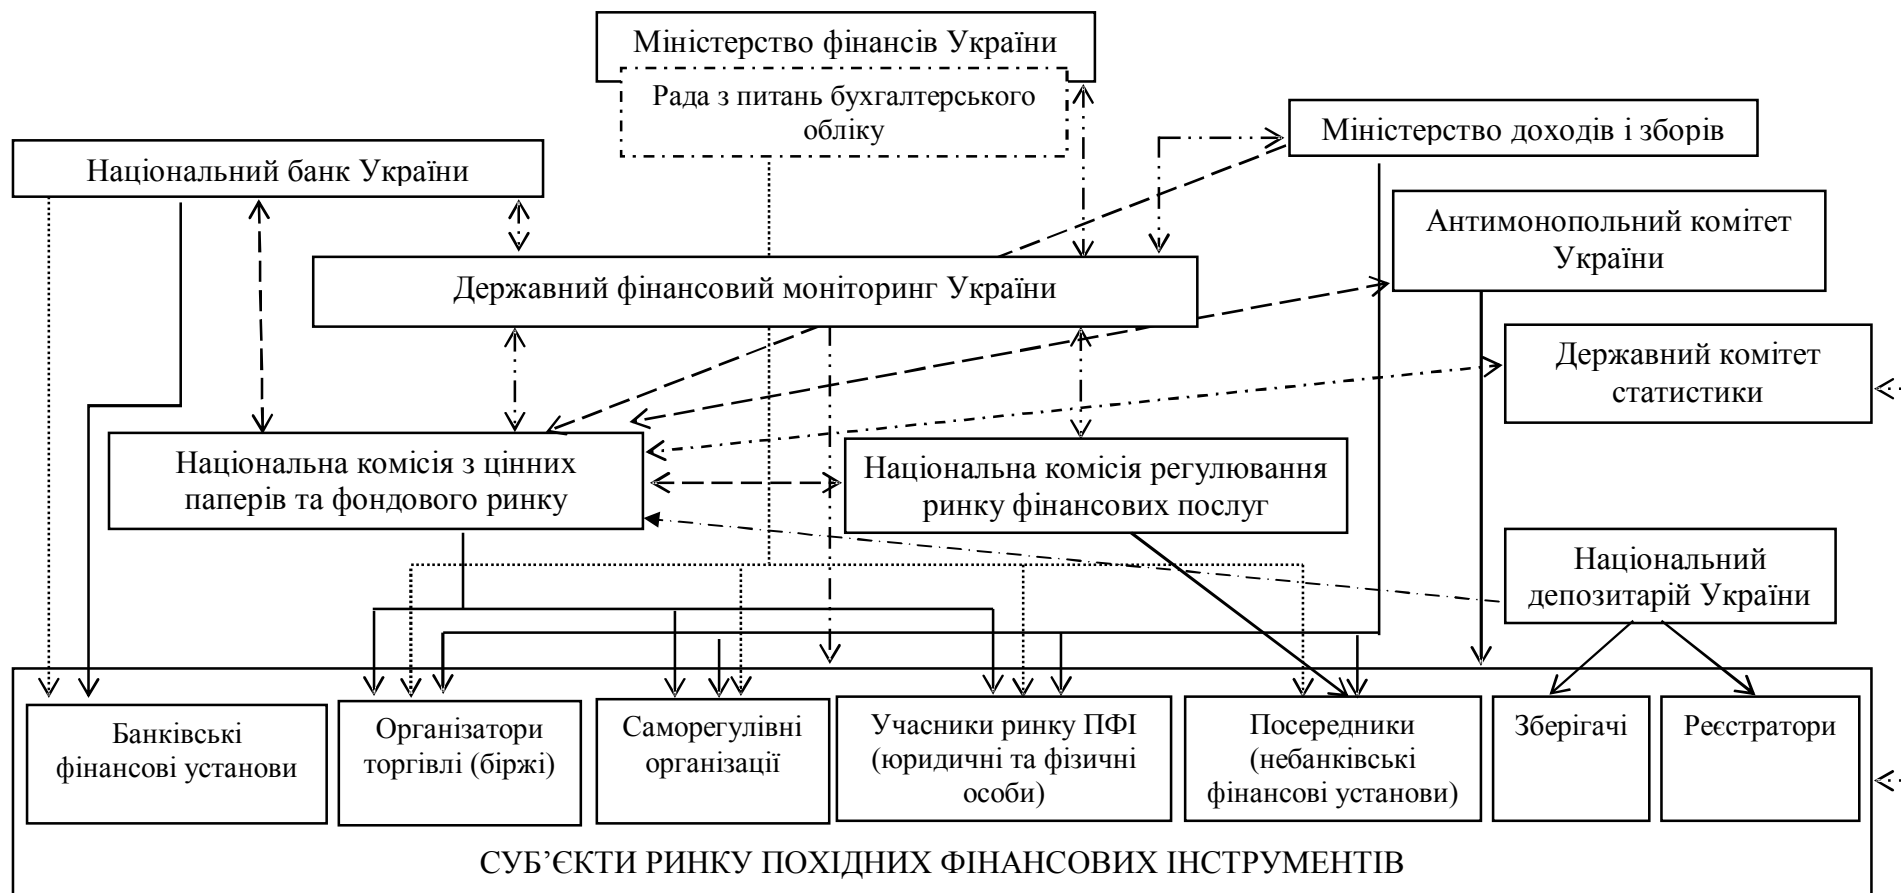 Міністерство фінансів України
Рада з питань бухгалтерського
обліку
Міністерство доходів і зборів
Національний банк України
Антимонопольний комітет
України
Державний фінансовий моніторинг України
Державний комітет
статистики
Національна комісія з цінних
паперів та фондового ринку
Національна комісія регулювання
ринку фінансових послуг
Національний
депозитарій України
Банківські
фінансові установи
Організатори
торгівлі (біржі)
Саморегулівні
організації
Учасники ринку ПФІ
(юридичні та фізичні
особи)
Посередники
(небанківські
фінансові установи)
Зберігачі
Реєстратори
СУБ’ЄКТИ РИНКУ ПОХІДНИХ ФІНАНСОВИХ ІНСТРУМЕНТІВ